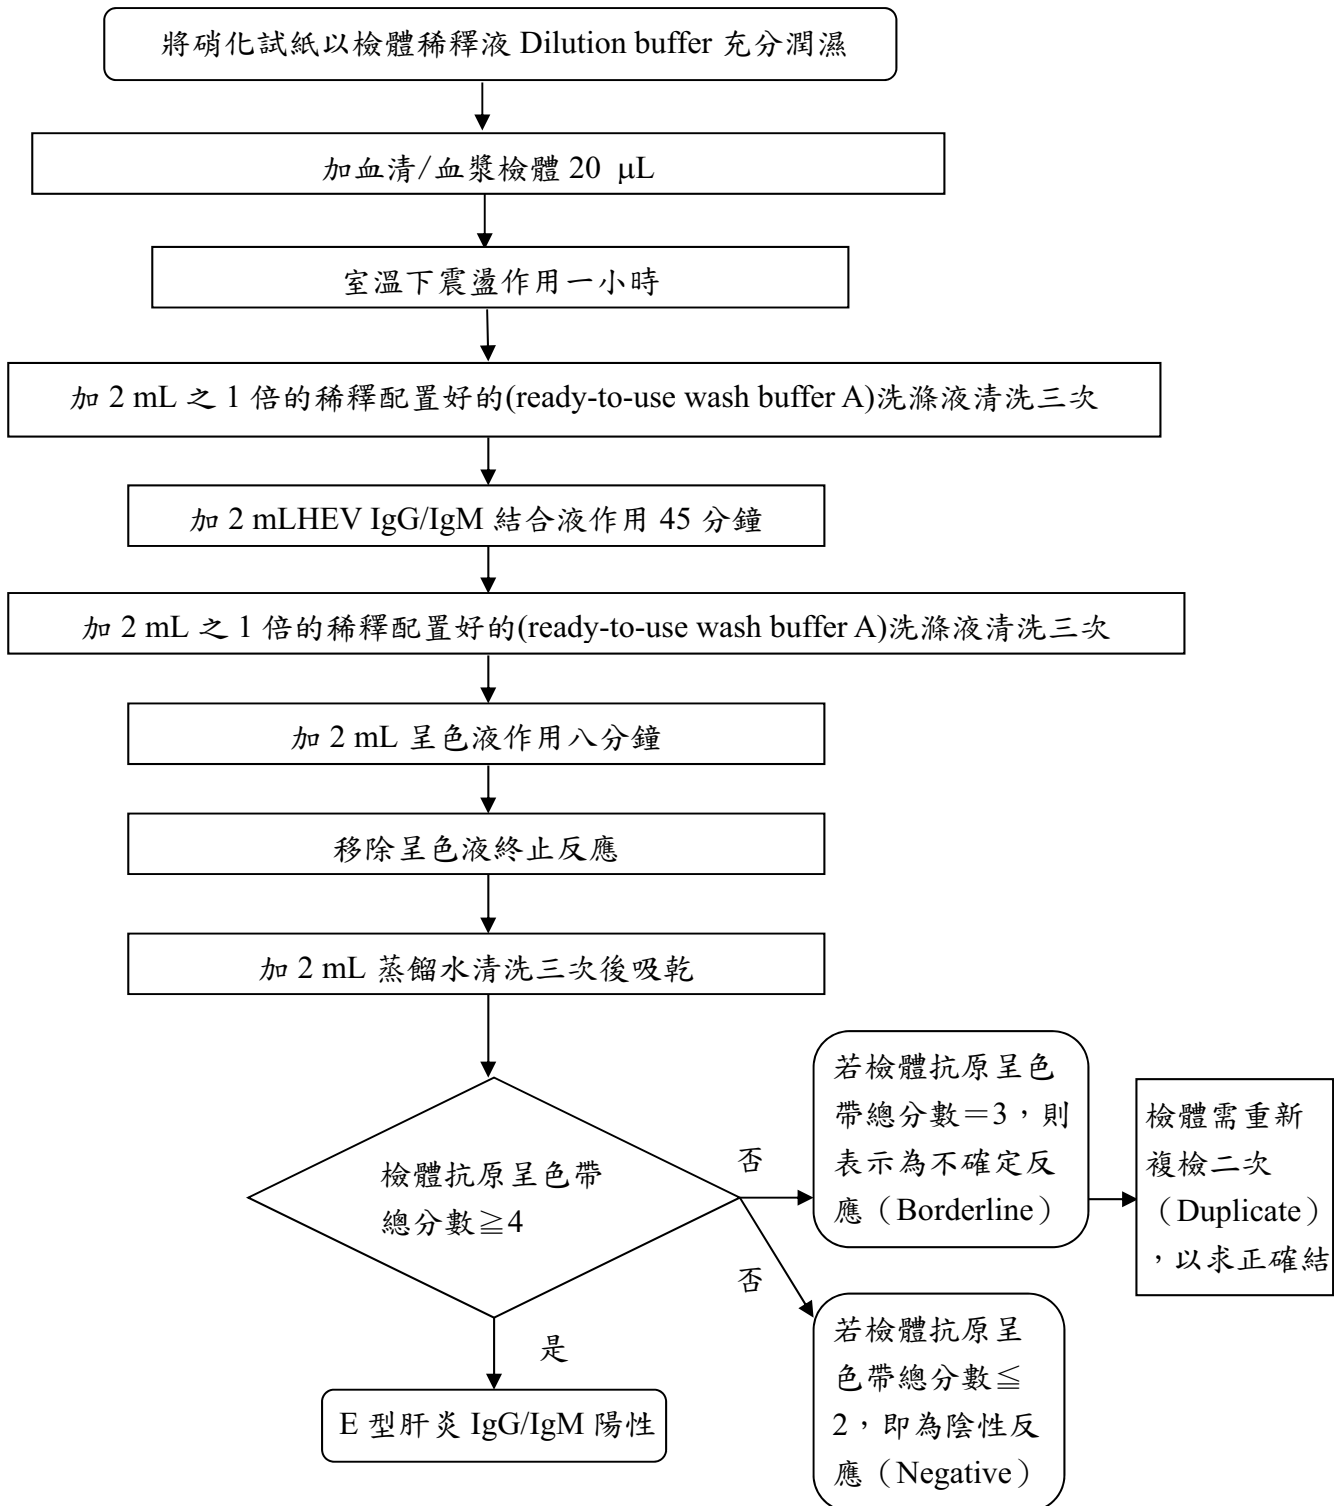 將硝化試紙以檢體稀釋液 Dilution buffer 充分潤濕
加血清/血漿檢體 20 μL
室溫下震盪作用一小時
加 2 mL 之 1 倍的稀釋配置好的(ready-to-use wash buffer A)洗滌液清洗三次
加 2 mLHEV IgG/IgM 結合液作用 45 分鐘
加 2 mL 之 1 倍的稀釋配置好的(ready-to-use wash buffer A)洗滌液清洗三次
加 2 mL 呈色液作用八分鐘
移除呈色液終止反應
加 2 mL 蒸餾水清洗三次後吸乾
檢體抗原呈色帶
總分數≧4
否
若檢體抗原呈色
帶總分數＝3，則
表示為不確定反
應（Borderline）
檢體需重新
複檢二次
（Duplicate）
，以求正確結
否
若檢體抗原呈
色帶總分數≦
2，即為陰性反
應（Negative）
是
E 型肝炎 IgG/IgM 陽性